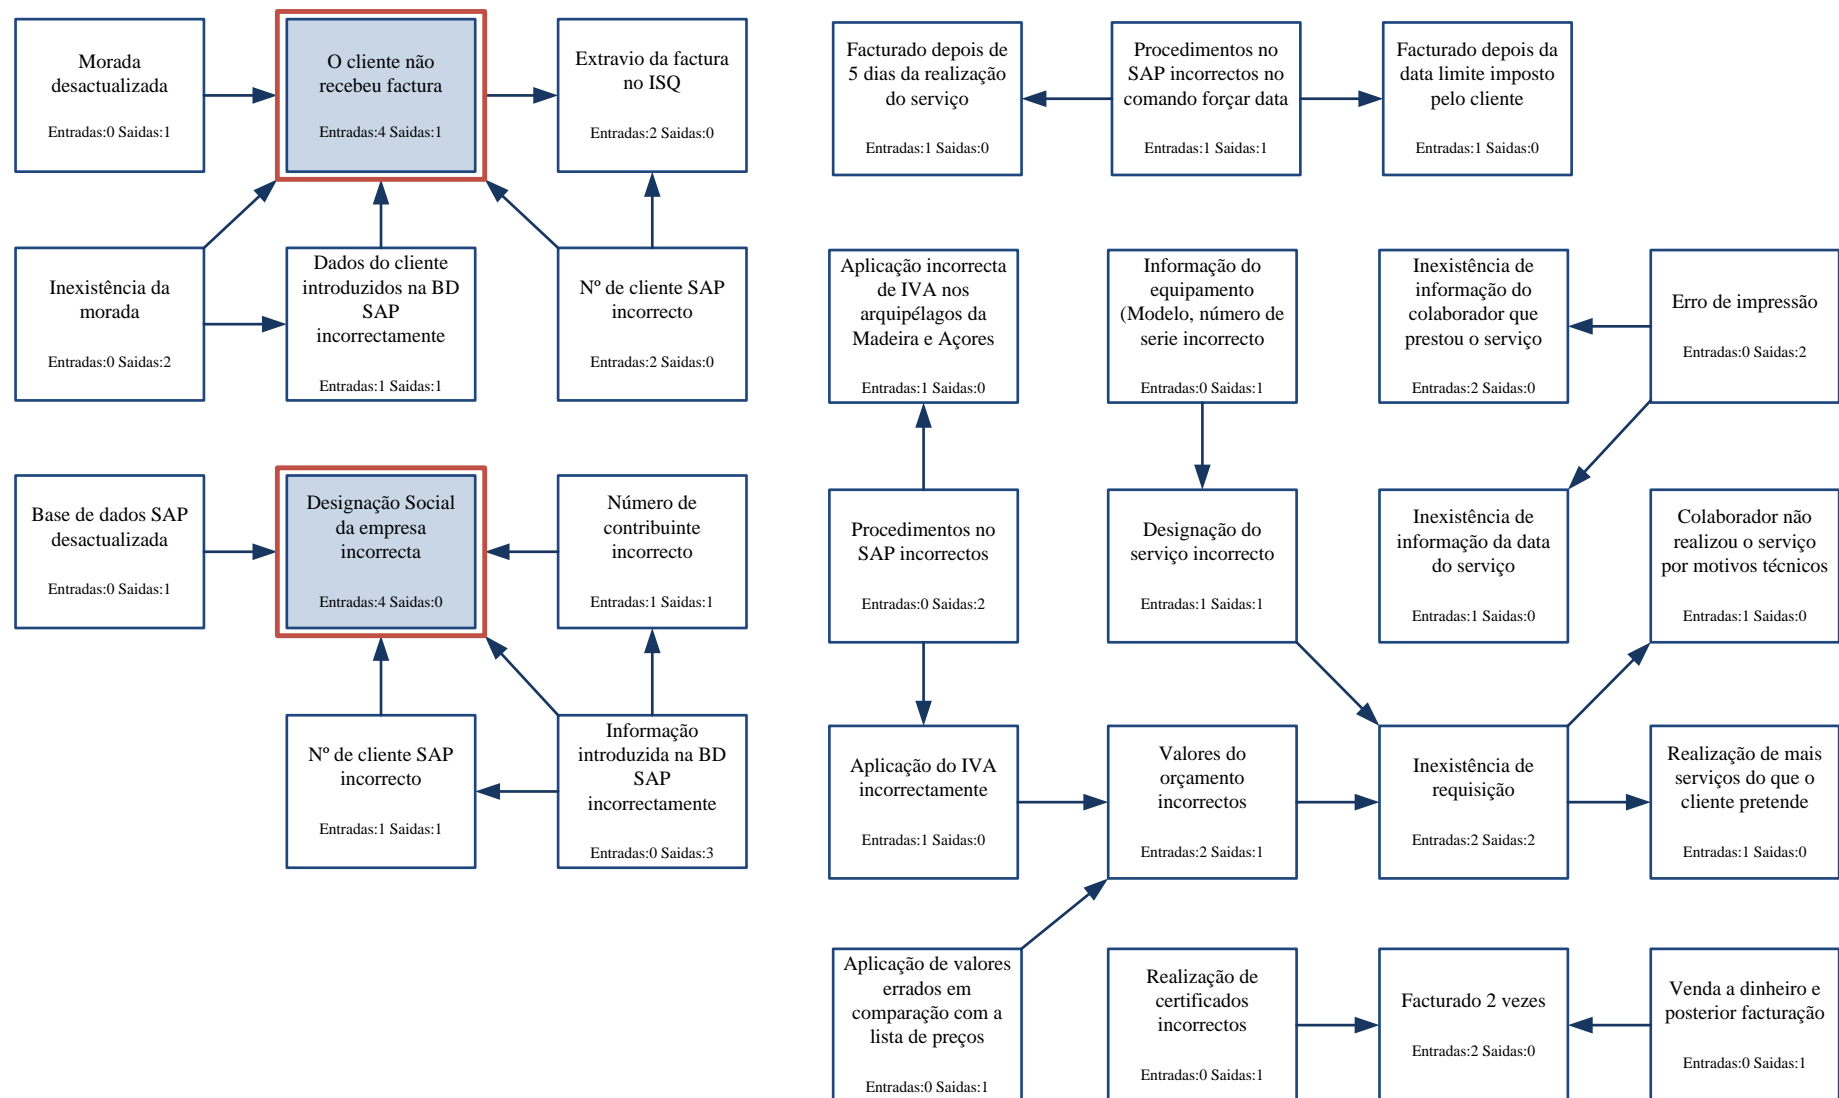 Morada
desactualizada
Entradas:0 Saidas:1
O cliente não
recebeu factura
Entradas:4 Saidas:1
Extravio da factura
no ISQ
Entradas:2 Saidas:0
Facturado depois de
5 dias da realização
do serviço
Entradas:1 Saidas:0
Procedimentos no
SAP incorrectos no
comando forçar data
Entradas:1 Saidas:1
Facturado depois da
data limite imposto
pelo cliente
Entradas:1 Saidas:0
Inexistência da
morada
Entradas:0 Saidas:2
Dados do cliente
introduzidos na BD
SAP
incorrectamente
Entradas:1 Saidas:1
Nº de cliente SAP
incorrecto
Entradas:2 Saidas:0
Aplicação incorrecta
de IVA nos
arquipélagos da
Madeira e Açores
Entradas:1 Saidas:0
Informação do
equipamento
(Modelo, número de
serie incorrecto
Entradas:0 Saidas:1
Inexistência de
informação do
colaborador que
prestou o serviço
Entradas:2 Saidas:0
Erro de impressão
Entradas:0 Saidas:2
Base de dados SAP
desactualizada
Entradas:0 Saidas:1
Designação Social
da empresa
incorrecta
Entradas:4 Saidas:0
Número de
contribuinte
incorrecto
Entradas:1 Saidas:1
Procedimentos no
SAP incorrectos
Entradas:0 Saidas:2
Designação do
serviço incorrecto
Entradas:1 Saidas:1
Inexistência de
informação da data
do serviço
Entradas:1 Saidas:0
Colaborador não
realizou o serviço
por motivos técnicos
Entradas:1 Saidas:0
Nº de cliente SAP
incorrecto
Entradas:1 Saidas:1
Informação
introduzida na BD
SAP
incorrectamente
Entradas:0 Saidas:3
Aplicação do IVA
incorrectamente
Entradas:1 Saidas:0
Valores do
orçamento
incorrectos
Entradas:2 Saidas:1
Inexistência de
requisição
Entradas:2 Saidas:2
Realização de mais
serviços do que o
cliente pretende
Entradas:1 Saidas:0
Aplicação de valores
errados em
comparação com a
lista de preços
Entradas:0 Saidas:1
Realização de
certificados
incorrectos
Entradas:0 Saidas:1
Facturado 2 vezes
Entradas:2 Saidas:0
Venda a dinheiro e
posterior facturação
Entradas:0 Saidas:1